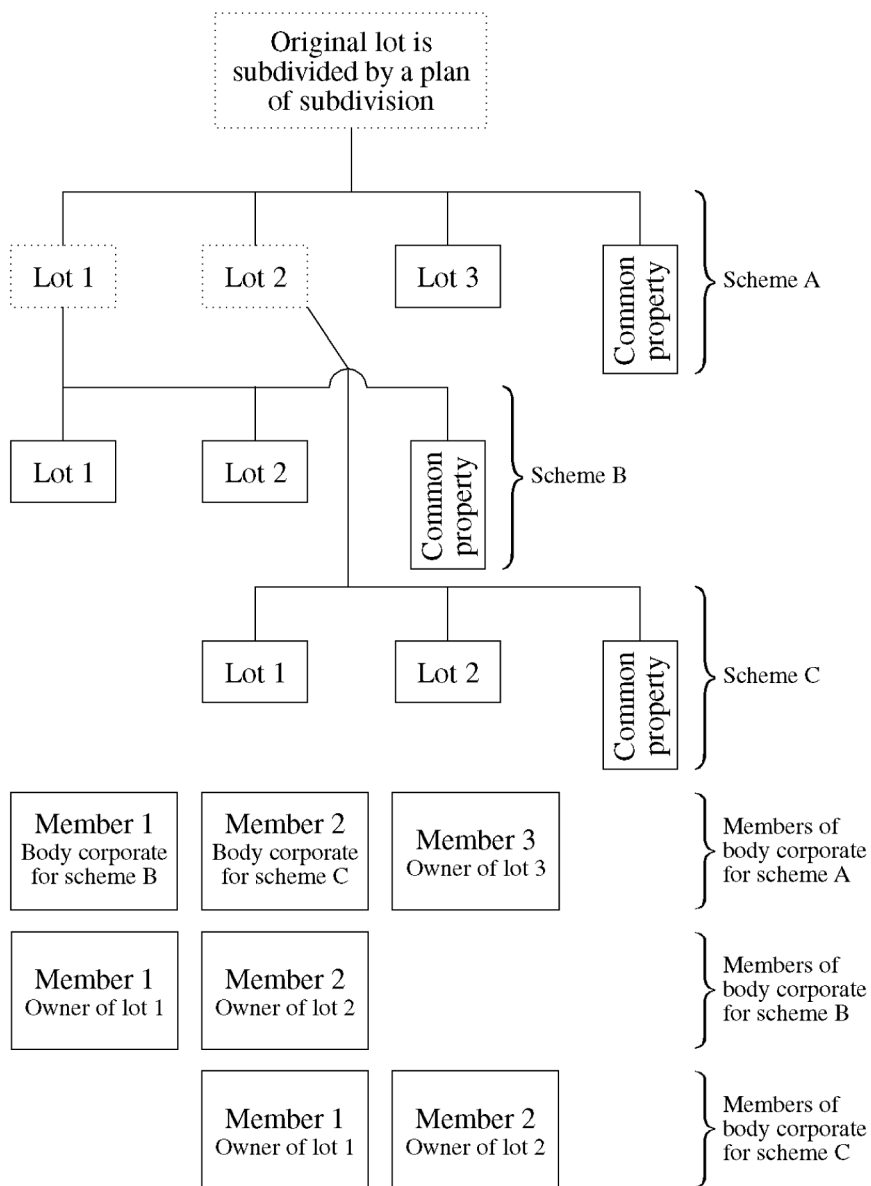 Original lot is
subdivided by a plan
of subdivision
Lot 1
Lot 2
Lot 3
Common
property
Scheme A
Lot 1
Lot 2
Common
property
Scheme B
Lot 1
Lot 2
Common
property
Scheme C
Member 1
Body corporate
for scheme B
Member 2
Body corporate
for scheme C
Member 3
Owner of lot 3
Members of
body corporate
for scheme A
Member 1
Owner of lot 1
Member 2
Owner of lot 2
Members of
body corporate
for scheme B
Member 1
Owner of lot 1
Member 2
Owner of lot 2
Members of
body corporate
for scheme C